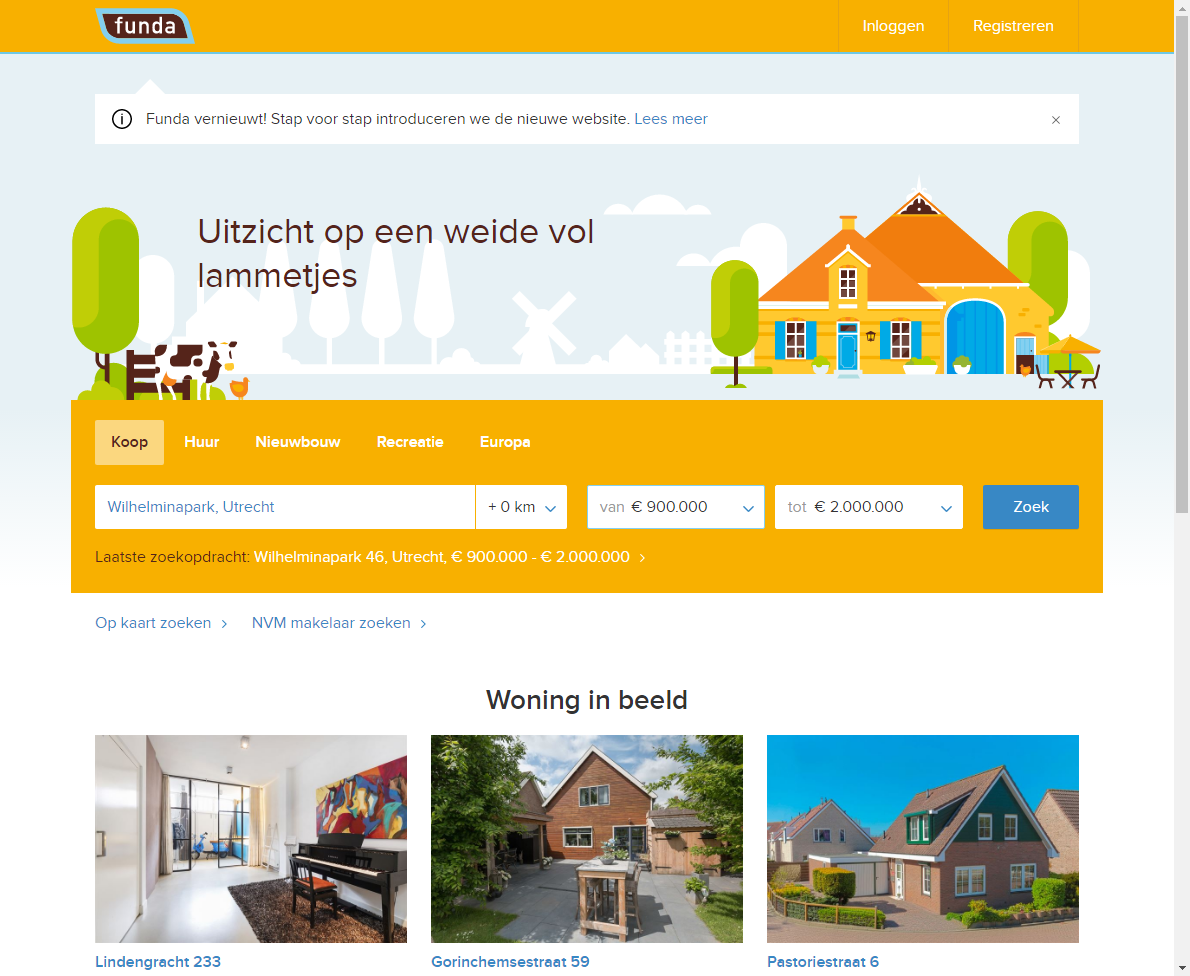 funda
Inloggen
Registreren
Funda vernieuwt! Stap voor stap introduceren we de nieuwe website. Lees meer
Uitzicht op een weide vol
lammetjes
Koop
Huur
Nieuwbouw
Recreatie
Europa
Wilhelminapark, Utrecht
+ 0 km
van € 900.000
tot € 2.000.000
Zoek
Laatste zoekopdracht: Wilhelminapark 46, Utrecht, € 900.000 - € 2.000.000
Op kaart zoeken
NVM makelaar zoeken
Woning in beeld
Lindengracht 233
Gorinchemsestraat 59
Pastoriestraat 6